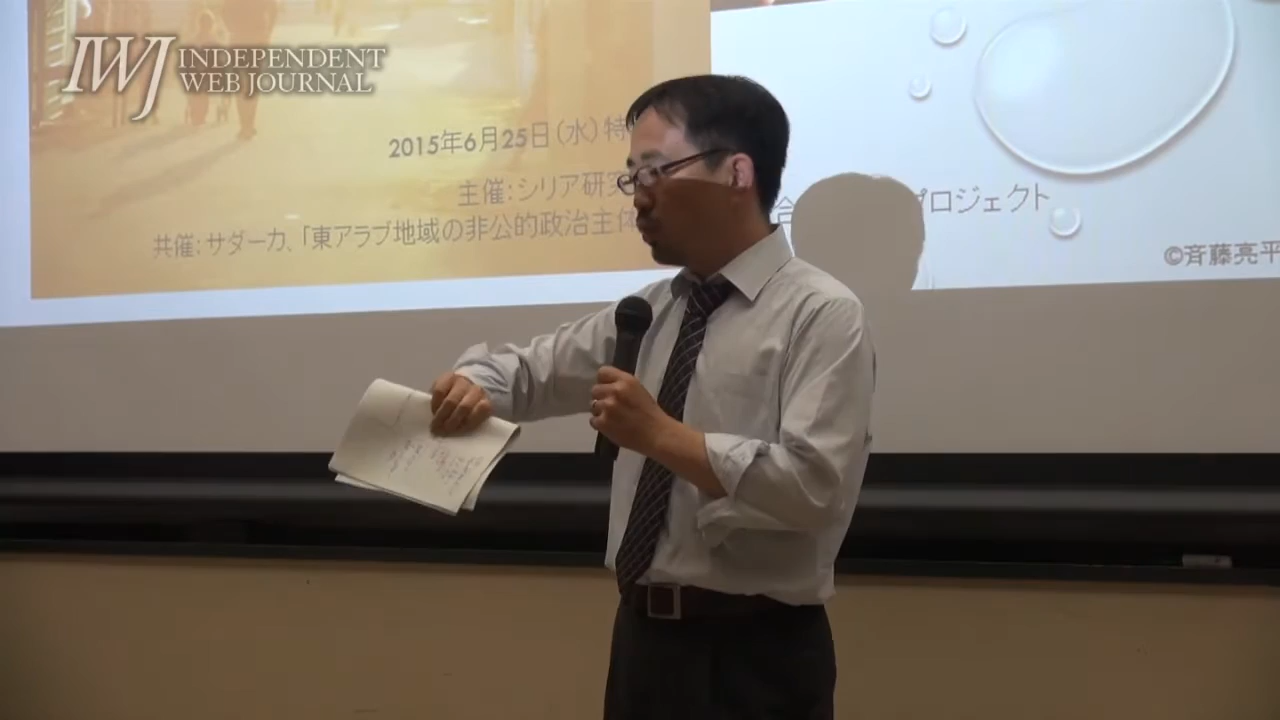 IWJ INDEPENDENT
WEB JOURNAL
2015年6月25日(水)特
主催:シリア研究
共催:サダーカ、「東アラブ地域の非公的政治主体
合
プロジェクト
©斉藤亮平